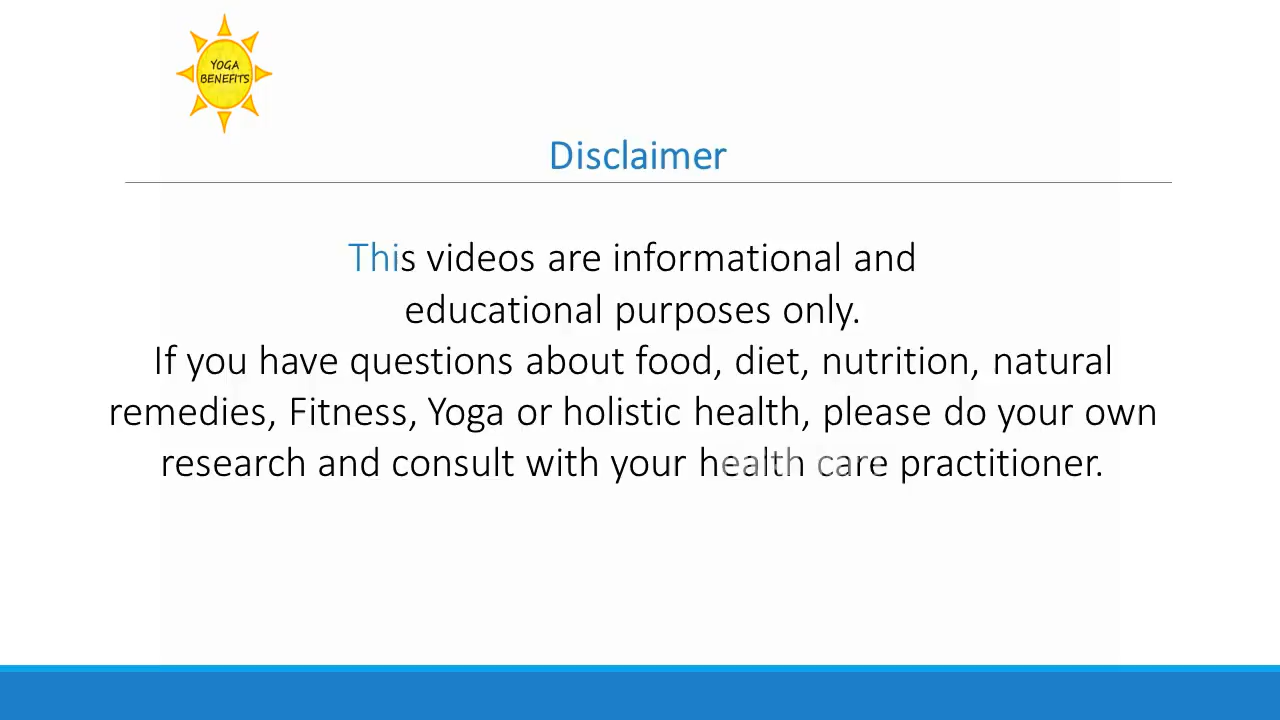 YOGA
BENEFITS
Disclaimer
This videos are informational and
educational purposes only.
If you have questions about food, diet, nutrition, natural
remedies, Fitness, Yoga or holistic health, please do your own
research and consult with your health care practitioner.